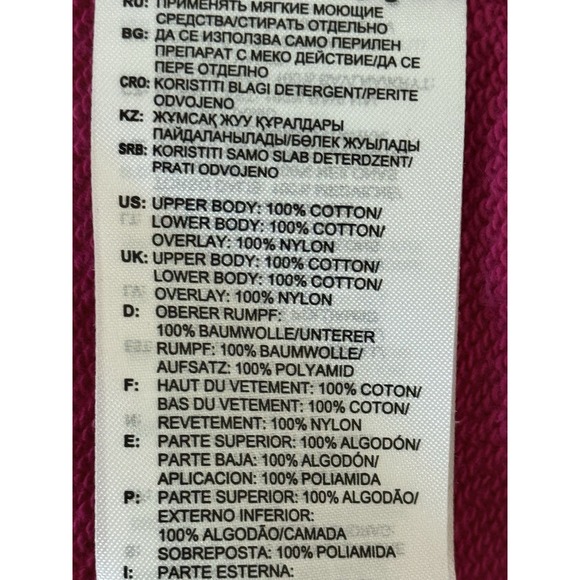 RU: ПРИМЕНЯТЬ МЯГКИЕ МОЮЩИЕ
СРЕДСТВА/СТИРАТЬ ОТДЕЛЬНО
BG: ДА СЕ ИЗПОЛЗВА САМО ПЕРИЛЕН
ПРЕПАРАТ С МЕКО ДЕЙСТВИЕ/ДА СЕ
ПЕРЕ ОТДЕЛНО
CRO: KORISTITI BLAGI DETERGENT/PERITE
ODVOJENO
KZ: ЖҰМСАҚ ЖУУ ҚҰРАЛДАРЫ
ПАЙДАЛАНЫЛАДЫ/БӨЛЕК ЖУЫЛАДЫ
SRB: KORISTITI SAMO SLAB DETERDZENT/
PRATI ODVOJENO
US: UPPER BODY: 100% COTTON/
LOWER BODY: 100% COTTON/
OVERLAY: 100% NYLON
UK: UPPER BODY: 100% COTTON/
LOWER BODY: 100% COTTON/
OVERLAY: 100% NYLON
D: OBERER RUMPF:
100% BAUMWOLLE/UNTERER
RUMPF: 100% BAUMWOLLE/
AUFSATZ: 100% POLYAMID
F: HAUT DU VETEMENT: 100% COTON/
BAS DU VETEMENT: 100% COTON/
REVETEMENT: 100% NYLON
E: PARTE SUPERIOR: 100% ALGODÓN/
PARTE BAJA: 100% ALGODÓN/
APLICACION: 100% POLIAMIDA
P: PARTE SUPERIOR: 100% ALGODÃO/
EXTERNO INFERIOR:
100% ALGODÃO/CAMADA
SOBREPOSTA: 100% POLIAMIDA
I: PARTE ESTERNA: